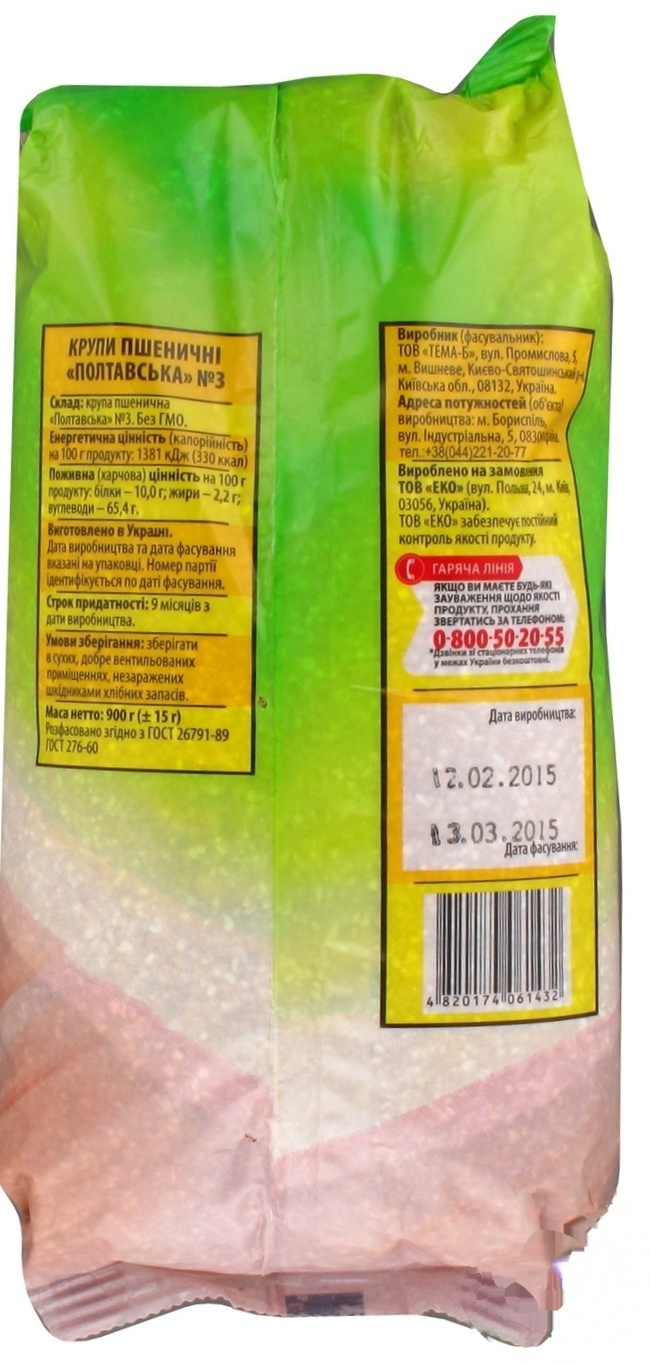 КРУПИ ПШЕНИЧНІ
«ПОЛТАВСЬКА» №3
Склад: крупа пшенична
«Полтавська» №3. Без ГМО.
Енергетична цінність (калорійність)
на 100 г продукту: 1381 кДж (330 ккал)
Поживна (харчова) цінність на 100 г
продукту: білки – 10,0 г; жири – 2,2 г;
вуглеводи – 65,4 г.
Виготовлено в Україні.
Дата виробництва та дата фасування
вказані на упаковці. Номер партії
ідентифікується по даті фасування.
Строк придатності: 9 місяців з
дати виробництва.
Умови зберігання: зберігати
в сухих, добре вентильованих
приміщеннях, незаражених
шкідниками хлібних запасів.
Маса нетто: 900 г (± 15 г)
Розфасовано згідно з ГОСТ 26791-89
ГОСТ 276-60
Виробник (фасувальник):
ТОВ «ТЕМА-Б», вул. Промислова, 5,
м. Вишневе, Києво-Святошинський р-н,
Київська обл., 08132, Україна.
Адреса потужностей (об'єкта)
виробництва: м. Бориспіль,
вул. Індустріальна, 5,
тел.:+38(044)221-20-77
Вироблено на замовлення
ТОВ «ЕКО» (вул. Польова, 24, м. Київ,
03056, Україна).
ТОВ «ЕКО» забезпечує постійний
контроль якості продукту.
ГАРЯЧА ЛІНІЯ
ЯКЩО ВИ МАЄТЕ БУДЬ-ЯКІ
ЗАУВАЖЕННЯ ЩОДО ЯКОСТІ
ПРОДУКТУ, ПРОХАННЯ
ЗВЕРТАТИСЬ ЗА ТЕЛЕФОНОМ:
0-800-50-20-55
*Дзвінки зі стаціонарних телефонів
у межах України безкоштовні.
Дата виробництва:
12.02.2015
13.03.2015
Дата фасування:
4 820174 061432